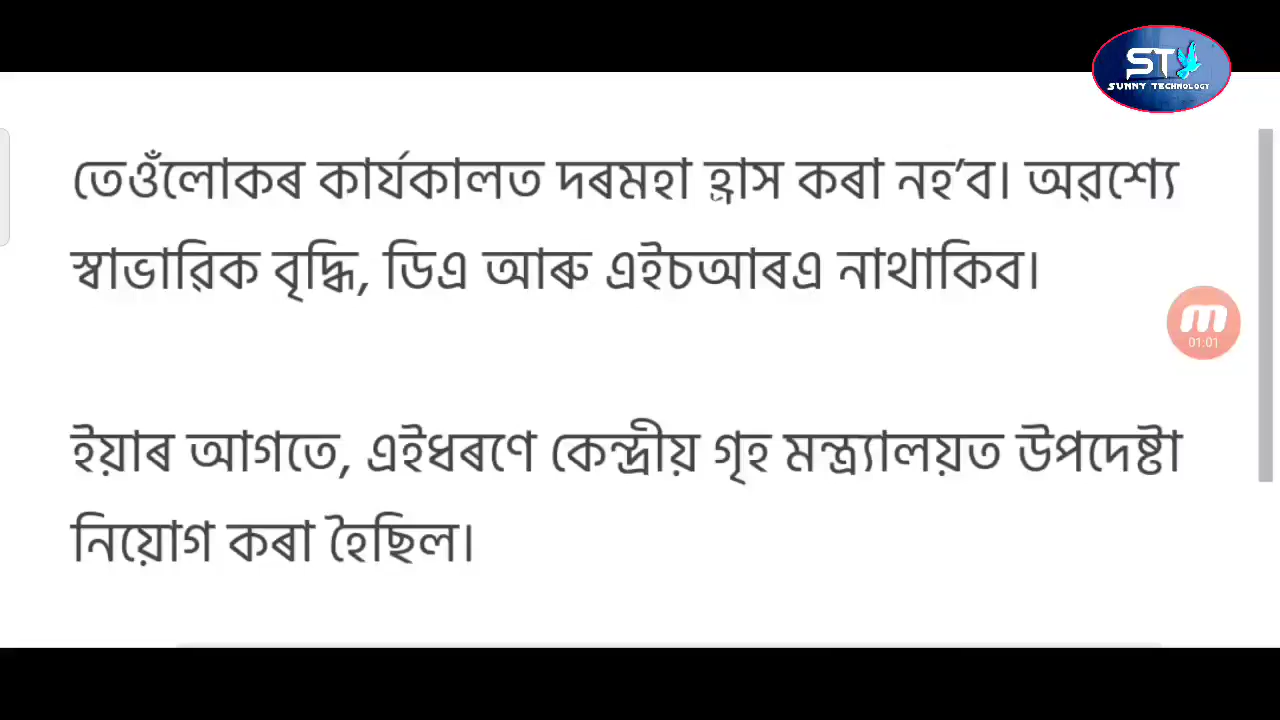 ST
SUNNY TECHNOLOGY
তেওঁলোকৰ কাৰ্যকালত দৰমহা হ্ৰাস কৰা নহ’ব। অৱশ্যে
স্বাভাৱিক বৃদ্ধি, ডিএ আৰু এইচআৰএ নাথাকিব।
01:01
ইয়াৰ আগতে, এইধৰণে কেন্দ্ৰীয় গৃহ মন্ত্ৰ্যালয়ত উপদেষ্টা
নিয়োগ কৰা হৈছিল।